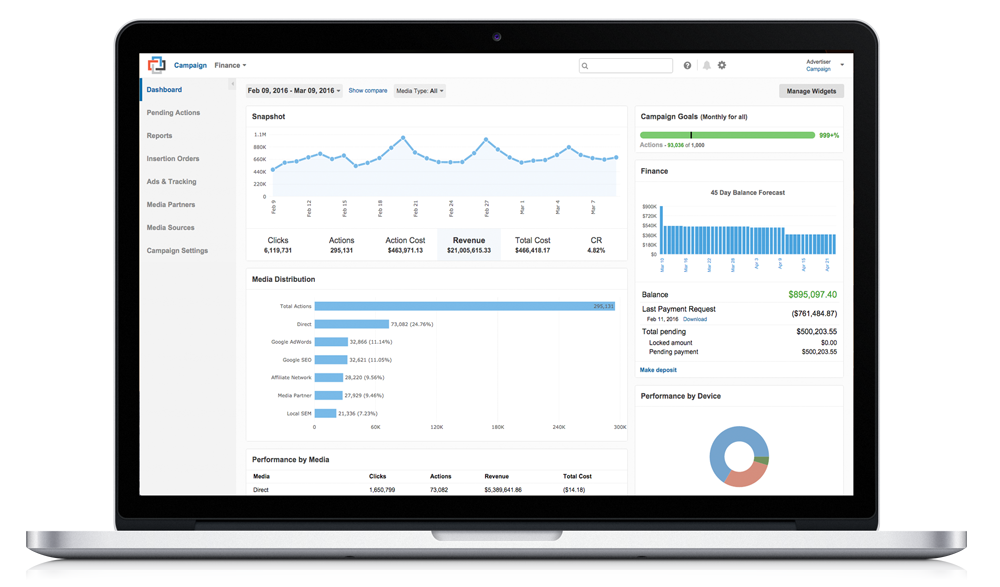 Campaign Finance
Advertiser
Campaign
Dashboard
Pending Actions
Reports
Insertion Orders
Ads & Tracking
Media Partners
Media Sources
Campaign Settings
Feb 09, 2016 - Mar 09, 2016 Show compare Media Type: All
Manage Widgets
Snapshot
1.1M
880K
660K
440K
220K
0
Feb 9 Feb 12 Feb 15 Feb 18 Feb 21 Feb 24 Feb 27 Mar 1 Mar 4 Mar 7
Clicks Actions Action Cost Revenue Total Cost CR
6,119,731 295,131 $463,971.13 $21,005,615.33 $466,418.17 4.82%
Media Distribution
Total Actions 295,131
Direct 73,082 (24.76%)
Google AdWords 32,866 (11.14%)
Google SEO 32,621 (11.05%)
Affiliate Network 28,220 (9.56%)
Media Partner 27,929 (9.46%)
Local SEM 21,336 (7.23%)
0 60K 120K 180K 240K 300K
Performance by Media
Media Clicks Actions Revenue Total Cost
Direct 1,650,799 73,082 $5,389,641.86 ($14.18)
Campaign Goals (Monthly for all)
999+%
Actions - 93,036 of 1,000
Finance
45 Day Balance Forecast
$900K
$720K
$540K
$360K
$180K
$0
Mar 10 Mar 16 Mar 22 Mar 28 Apr 3 Apr 9 Apr 15 Apr 21
Balance $895,097.40
Last Payment Request ($761,484.87)
Feb 11, 2016 Download
Total pending $500,203.55
Locked amount $0.00
Pending payment $500,203.55
Make deposit
Performance by Device